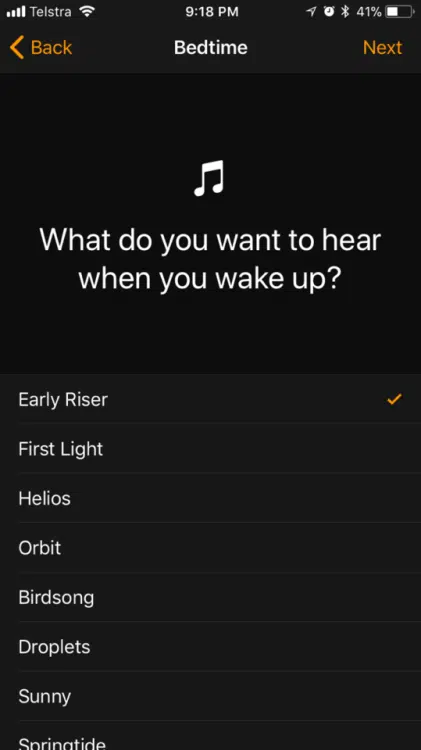 Telstra 9:18 PM 41%
Back Bedtime Next
What do you want to hear
when you wake up?
Early Riser
First Light
Helios
Orbit
Birdsong
Droplets
Sunny
Springtide